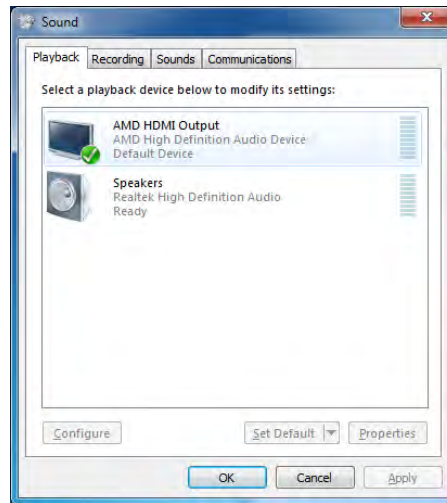 Sound
Playback Recording Sounds Communications
Select a playback device below to modify its settings:
AMD HDMI Output
AMD High Definition Audio Device
Default Device
Speakers
Realtek High Definition Audio
Ready
Configure Set Default Properties
OK Cancel Apply